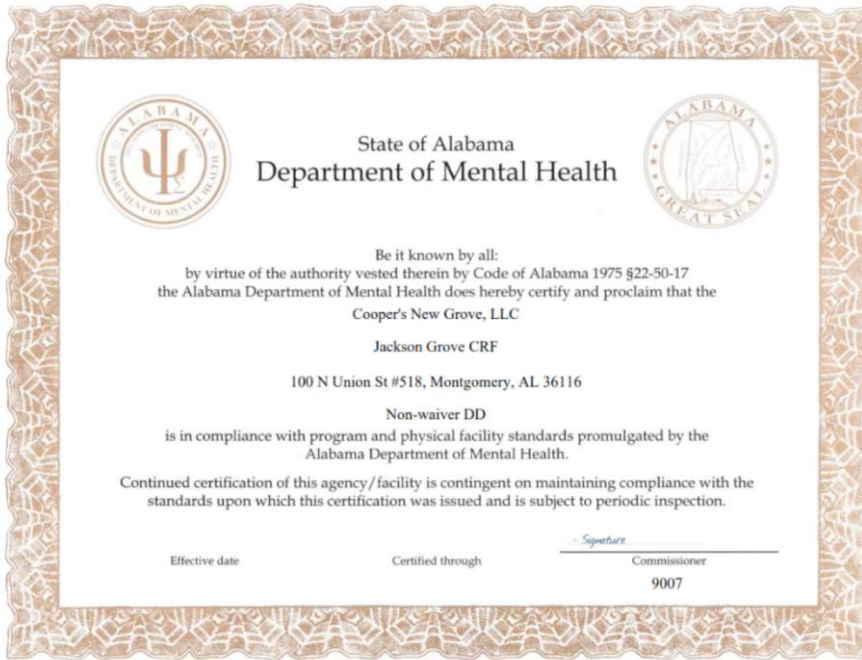 ALABAMA
DEPARTMENT OF MENTAL HEALTH
State of Alabama
Department of Mental Health
ALABAMA
GREAT SEAL
Be it known by all:
by virtue of the authority vested therein by Code of Alabama 1975 §22-50-17
the Alabama Department of Mental Health does hereby certify and proclaim that the
Cooper's New Grove, LLC
Jackson Grove CRF
100 N Union St #518, Montgomery, AL 36116
Non-waiver DD
is in compliance with program and physical facility standards promulgated by the
Alabama Department of Mental Health.
Continued certification of this agency/facility is contingent on maintaining compliance with the
standards upon which this certification was issued and is subject to periodic inspection.
Signature
Effective date
Certified through
Commissioner
9007